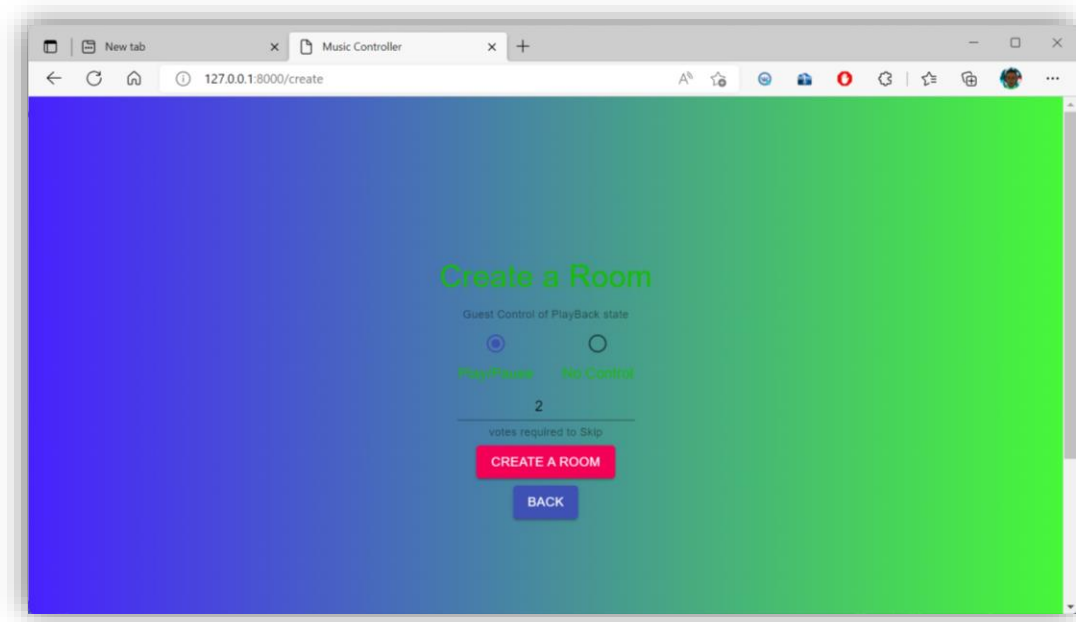 New tab
Music Controller
127.0.0.1:8000/create
Create a Room
Guest Control of PlayBack state
Play/Pause No Control
2
votes required to Skip
CREATE A ROOM
BACK